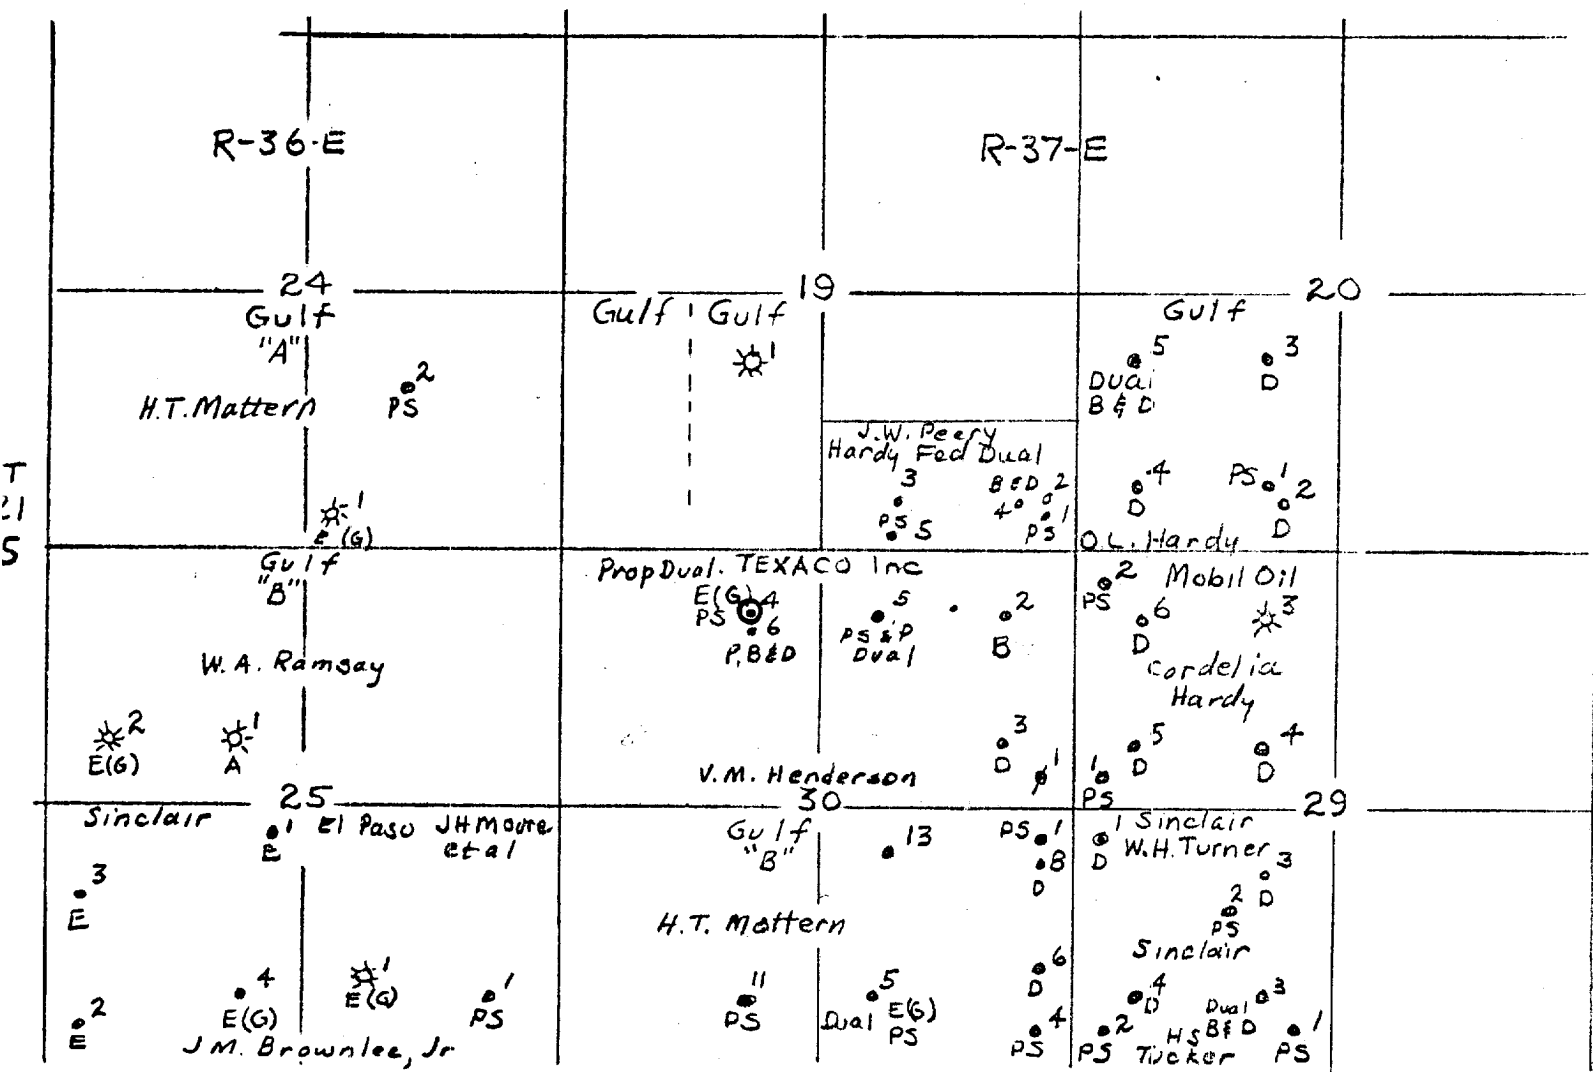 R-36-E
R-37-E
24
19
20
Gulf
"A"
Gulf
Gulf
Gulf
1
5
3
Dual
B & D
D
H.T. Mattern
2
PS
J.W. Peery
Hardy Fed Dual
T
21
S
3
PS
5
B & D
2
4
1
PS
4
D
PS
1
2
D
1
E (G)
O.L. Hardy
Gulf
"B"
Prop Dual. TEXACO Inc
E(G)
4
PS
6
P, B & D
5
PS & P
Dual
2
B
2
PS
Mobil Oil
6
D
3
Cordelia
Hardy
W. A. Ramsay
2
E(G)
1
A
3
D
1
5
D
4
D
1
PS
V.M. Henderson
25
30
29
Sinclair
1
E
El Paso
JH Moore
et al
Gulf
"B"
13
PS
1
8
D
1
D
Sinclair
W.H. Turner
3
D
2
PS
3
E
H.T. Mattern
Sinclair
4
E(G)
1
E(G)
1
PS
11
PS
5
Dual
E(G)
PS
6
D
4
PS
4
D
Dual
B & D
3
2
E
2
PS
HS
Tucker
1
PS
J M. Brownlee, Jr